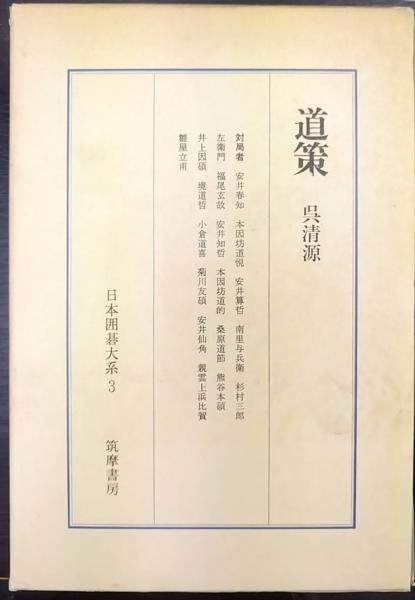 道策
呉清源
対局者 安井春知 本因坊道悦 安井算哲 南里与兵衛 杉村三郎
左衛門 福尾玄故 安井知哲 本因坊道的 桑原道節 熊谷本碩
井上因碩 境道哲 小倉道喜 菊川友碩 安井仙角 親雲上浜比賀
雛屋立甫
日本囲碁大系3
筑摩書房